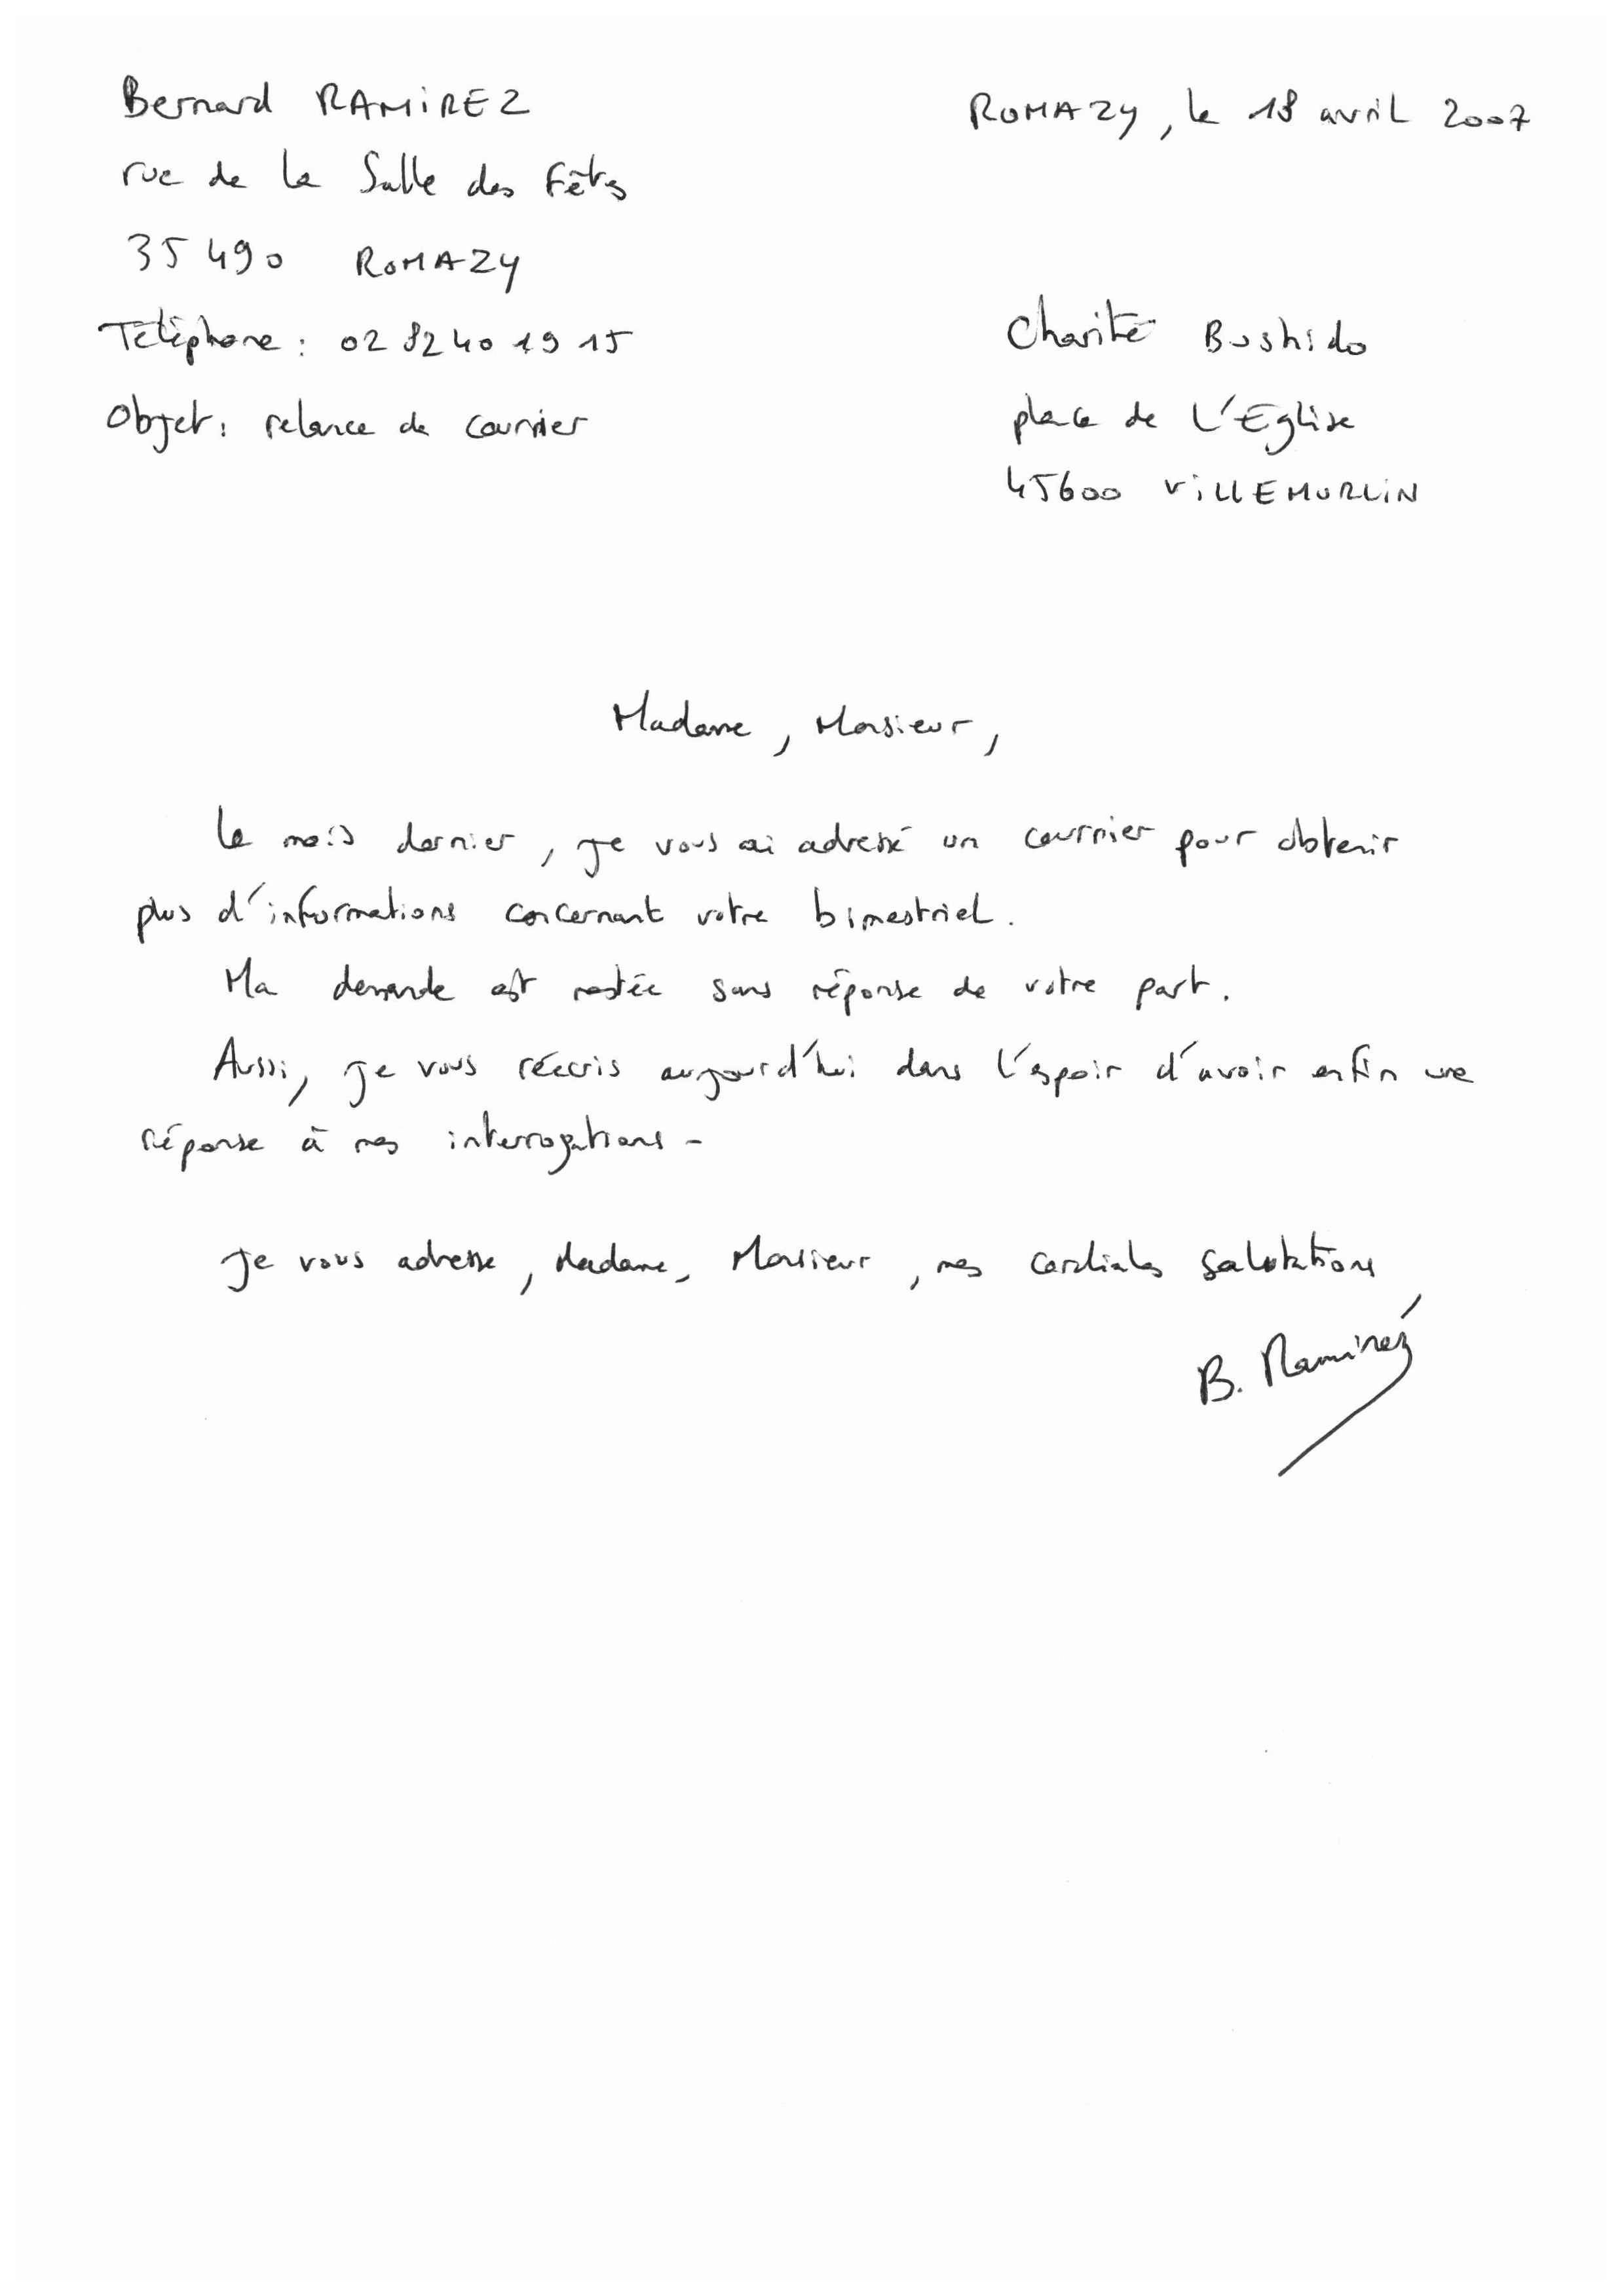 Bernard RAMIREZ
rue de la Salle des Fêtes
35490 ROMAZY
Téléphone : 02 82 40 19 15
Objet : relance de courrier
ROMAZY, le 18 avril 2007
Charité Bushido
place de L'Eglise
45600 VILLEMURLIN
Madame, Monsieur,
Le mois dernier, je vous ai adressé un courrier pour obtenir
plus d'informations concernant votre bimestriel.
Ma demande est restée sans réponse de votre part.
Aussi, je vous réécris aujourd'hui dans l'espoir d'avoir enfin une
réponse à mes interrogations -
Je vous adresse, Madame, Monsieur, mes cordiales salutations
B. Ramirez